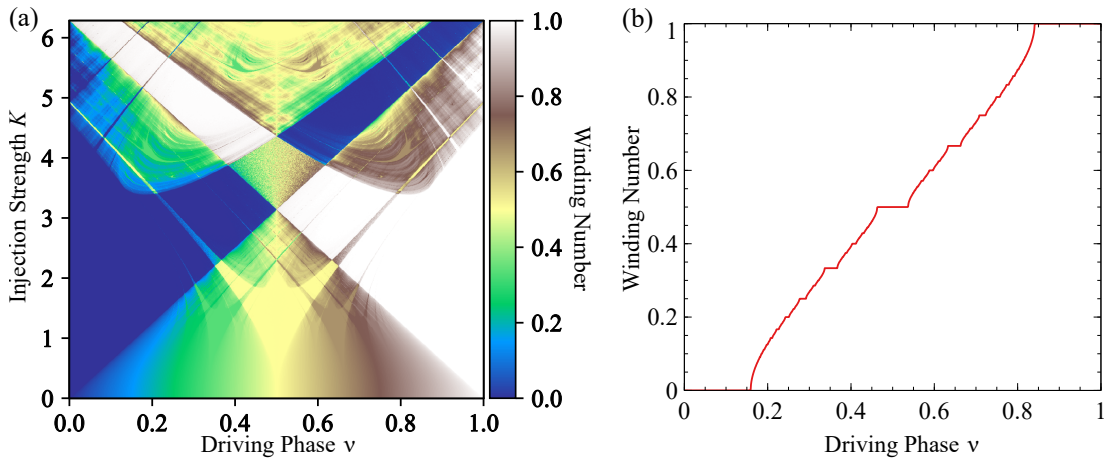 (a)
Injection Strength K
6
5
4
3
2
1
0
0.0 0.2 0.4 0.6 0.8 1.0
Driving Phase ν
1.0
0.8
0.6
0.4
0.2
0.0
Winding Number
(b)
Winding Number
1
0.8
0.6
0.4
0.2
0
0 0.2 0.4 0.6 0.8 1
Driving Phase ν